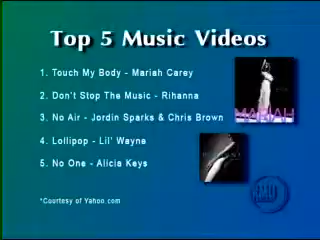 Top 5 Music Videos
1. Touch My Body - Mariah Carey
2. Don't Stop The Music - Rihanna
3. No Air - Jordin Sparks & Chris Brown
4. Lollipop - Lil' Wayne
5. No One - Alicia Keys
*Courtesy of Yahoo.com
MARIAH